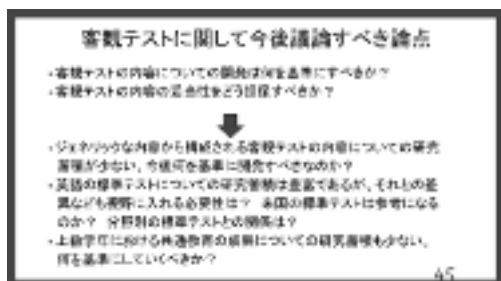 客観テストに関して今後議論すべき論点
・客観テストの内容についての開発は何を基準にすべきか？
・客観テストの内容の妥当性をどう担保すべきか？
・ジェネリックな内容から構成される客観テストの内容についての研究
蓄積が少ない、今後何を基準に開発すべきなのか？
・英語の標準テストについての研究蓄積は豊富であるが、それとの差
異なども視野に入れる必要性は？ 米国の標準テストは参考になる
のか？ 分野別の標準テストとの関係は？
・上級学年における共通教育の成果についての研究蓄積も少ない、
何を基準にしていくべきか？
45